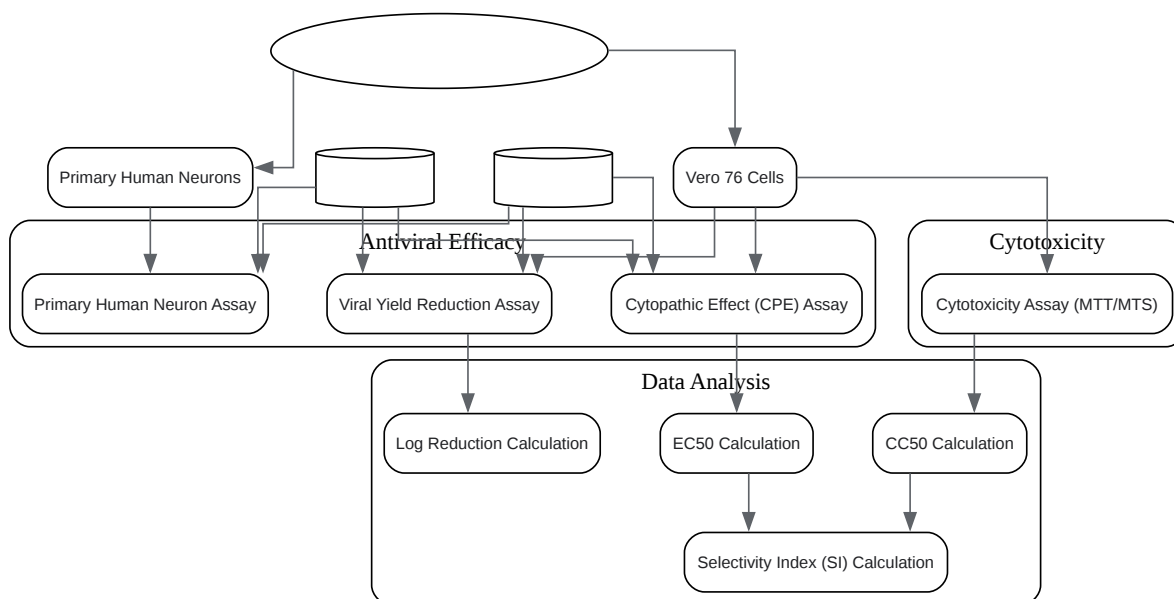 Primary Human Neurons
Vero 76 Cells
Antiviral Efficacy
Cytotoxicity
Primary Human Neuron Assay
Viral Yield Reduction Assay
Cytopathic Effect (CPE) Assay
Cytotoxicity Assay (MTT/MTS)
Data Analysis
Log Reduction Calculation
EC50 Calculation
CC50 Calculation
Selectivity Index (SI) Calculation